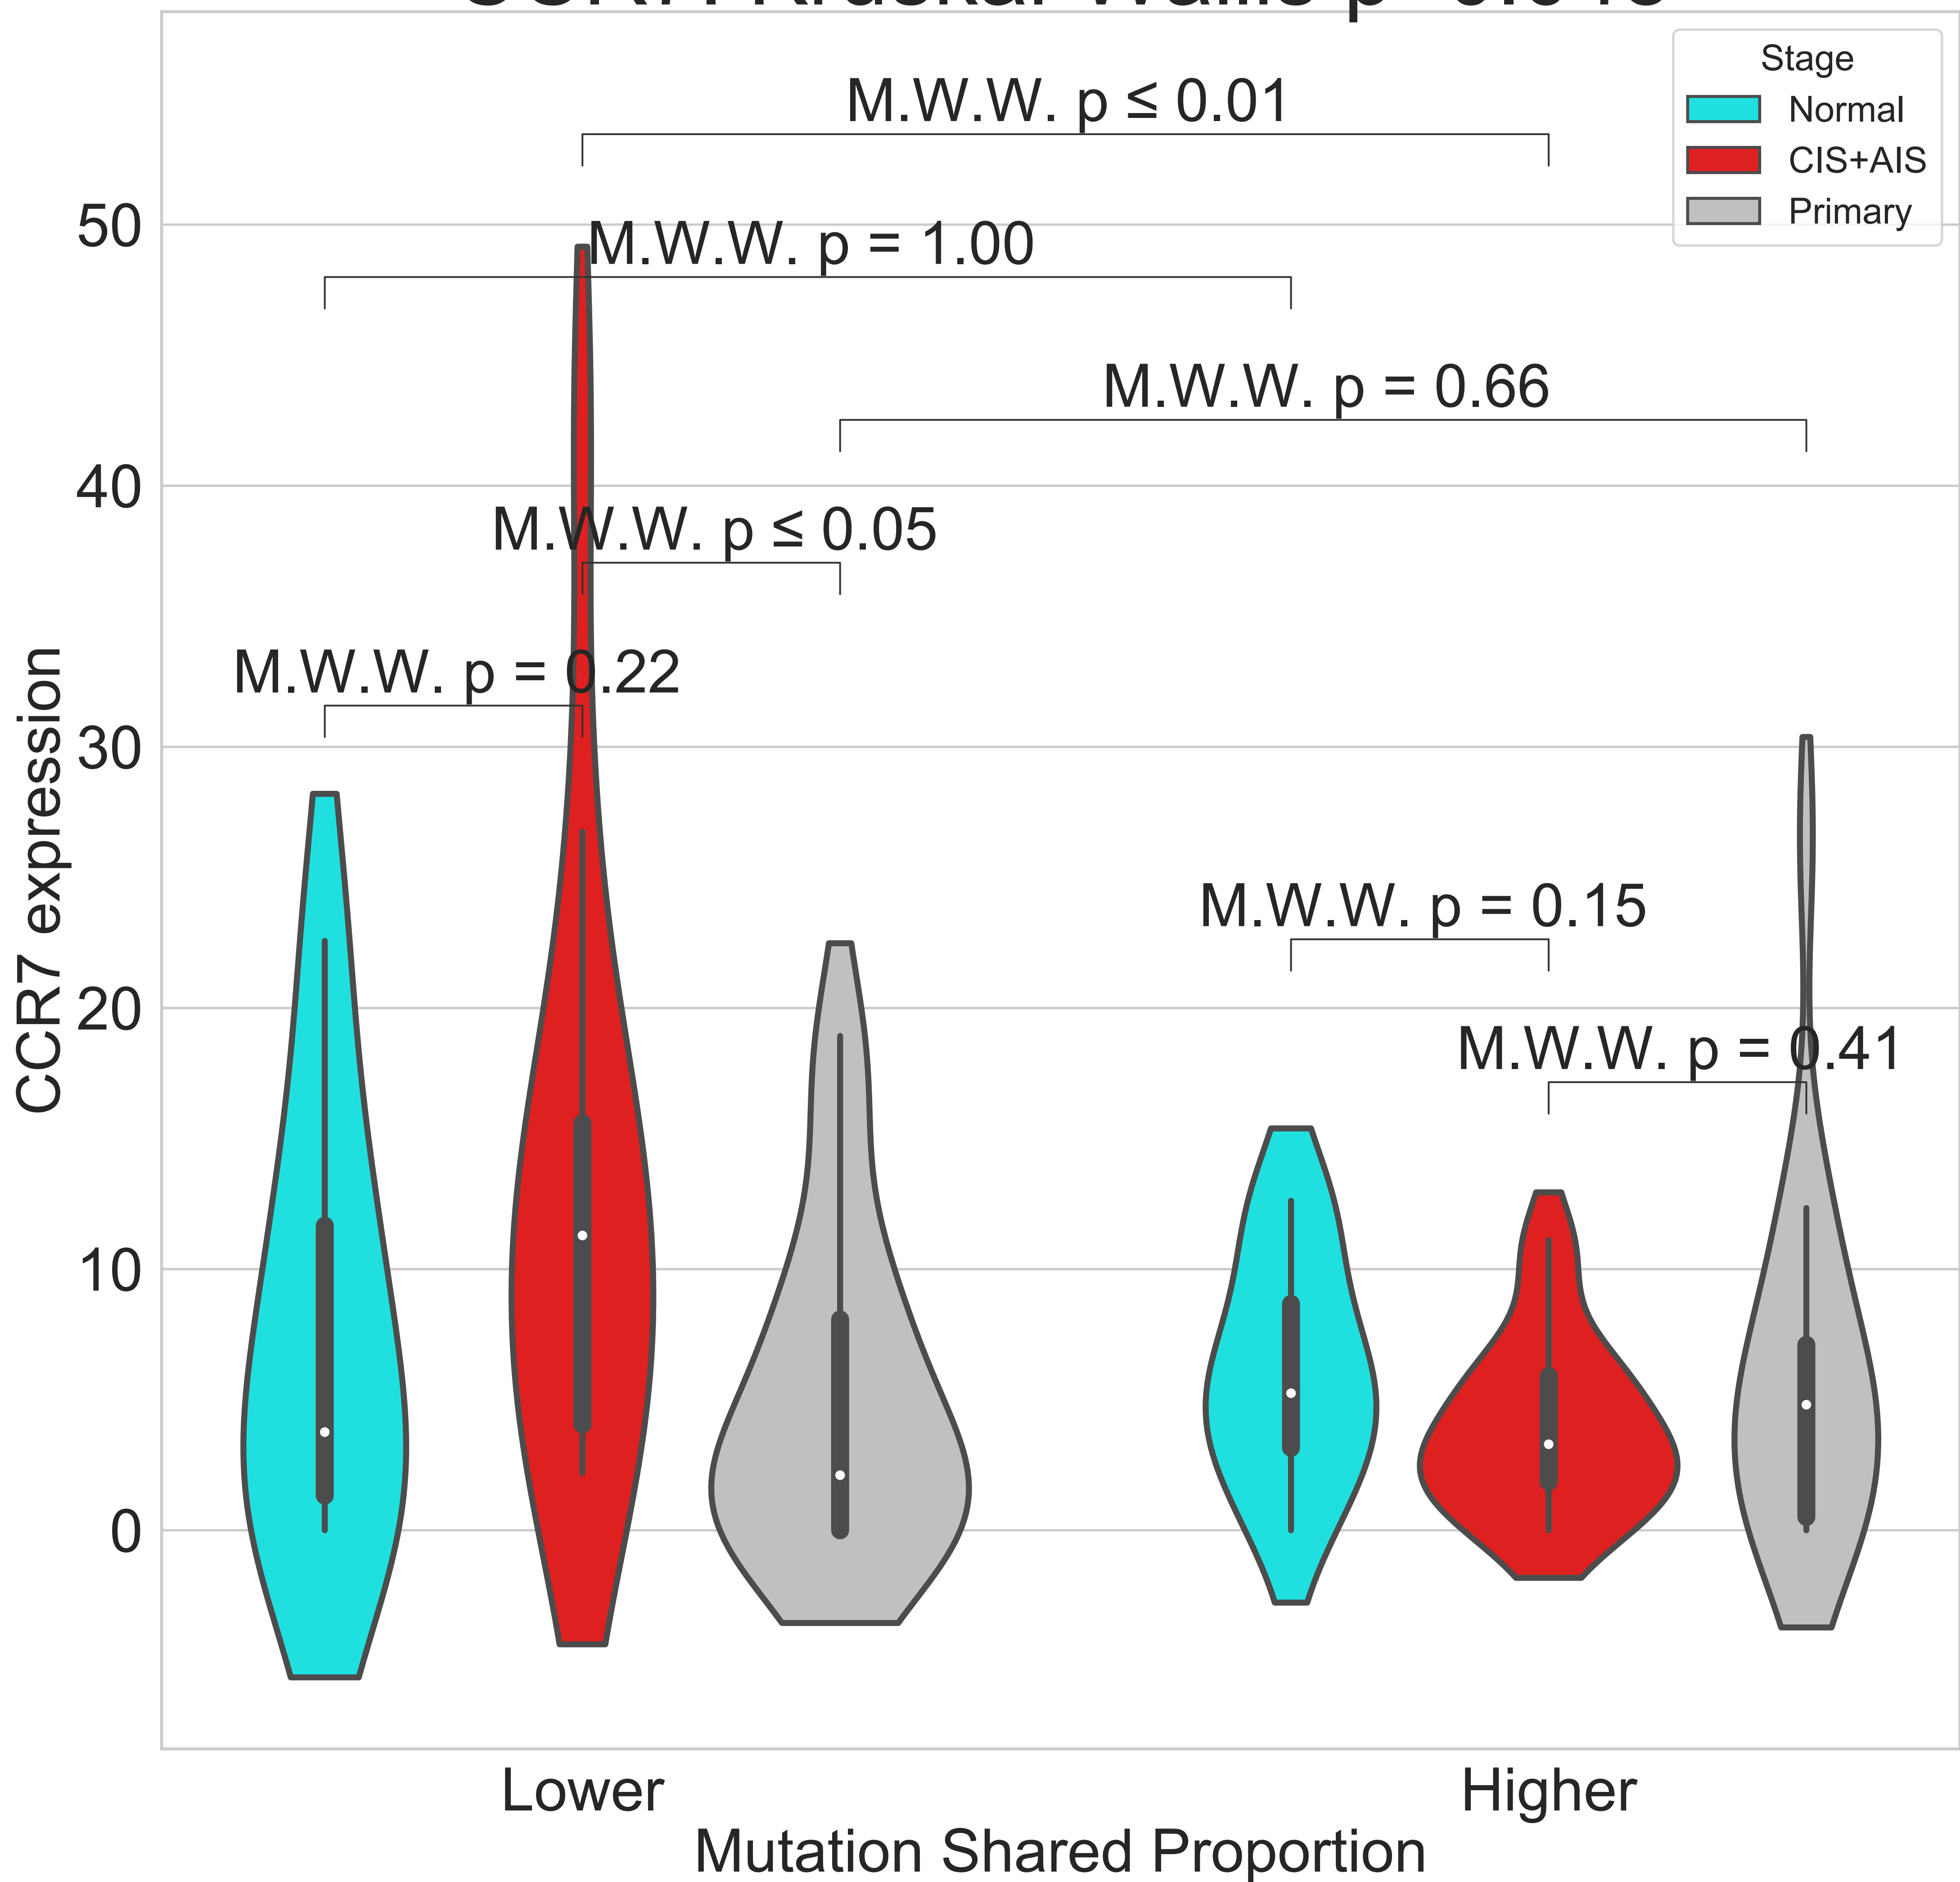 Stage
Normal
CIS+AIS
Primary
M.W.W. p ≤ 0.01
M.W.W. p = 1.00
M.W.W. p = 0.66
M.W.W. p ≤ 0.05
M.W.W. p = 0.22
M.W.W. p = 0.15
M.W.W. p = 0.41
CCR7 expression
50
40
30
20
10
0
Lower
Higher
Mutation Shared Proportion